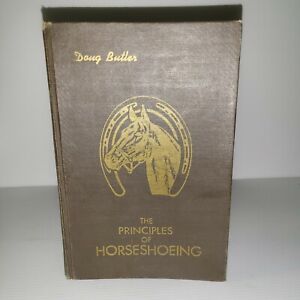 Doug Butler
THE
PRINCIPLES
OF
HORSESHOEING